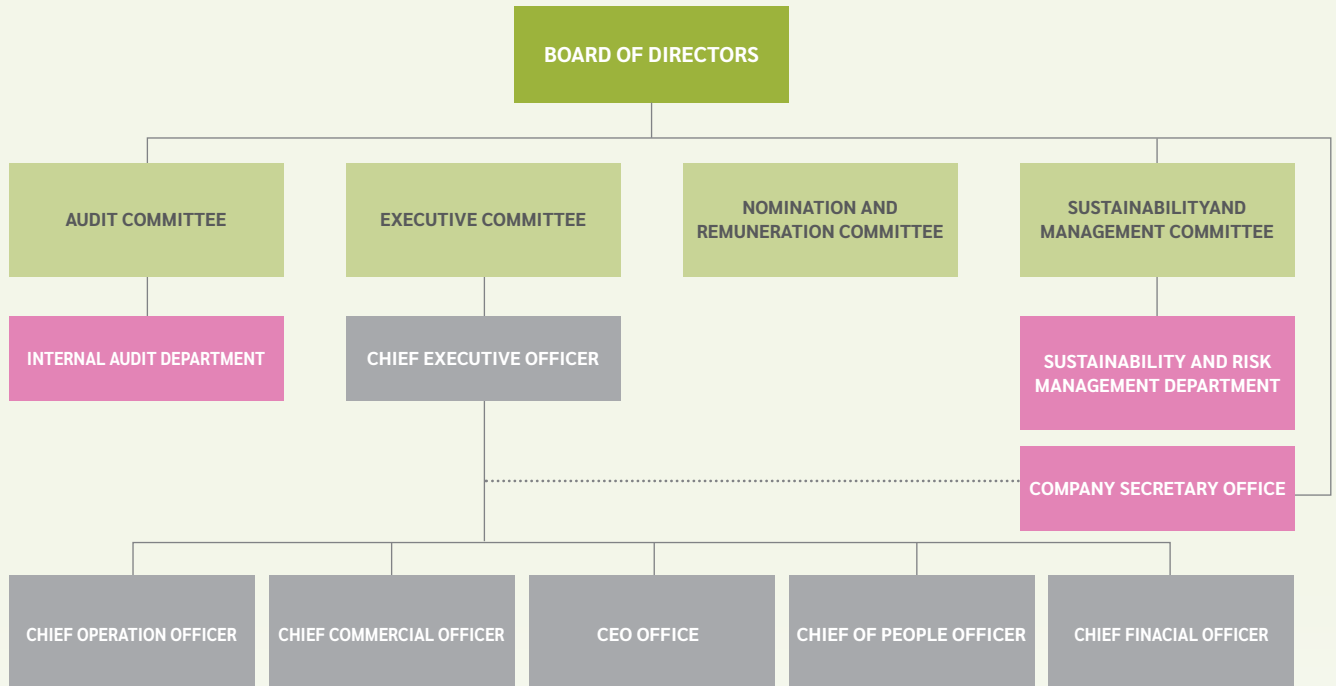 BOARD OF DIRECTORS
AUDIT COMMITTEE
EXECUTIVE COMMITTEE
NOMINATION AND
REMUNERATION COMMITTEE
SUSTAINABILITYAND
MANAGEMENT COMMITTEE
INTERNAL AUDIT DEPARTMENT
CHIEF EXECUTIVE OFFICER
SUSTAINABILITY AND RISK
MANAGEMENT DEPARTMENT
COMPANY SECRETARY OFFICE
CHIEF OPERATION OFFICER
CHIEF COMMERCIAL OFFICER
CEO OFFICE
CHIEF OF PEOPLE OFFICER
CHIEF FINACIAL OFFICER